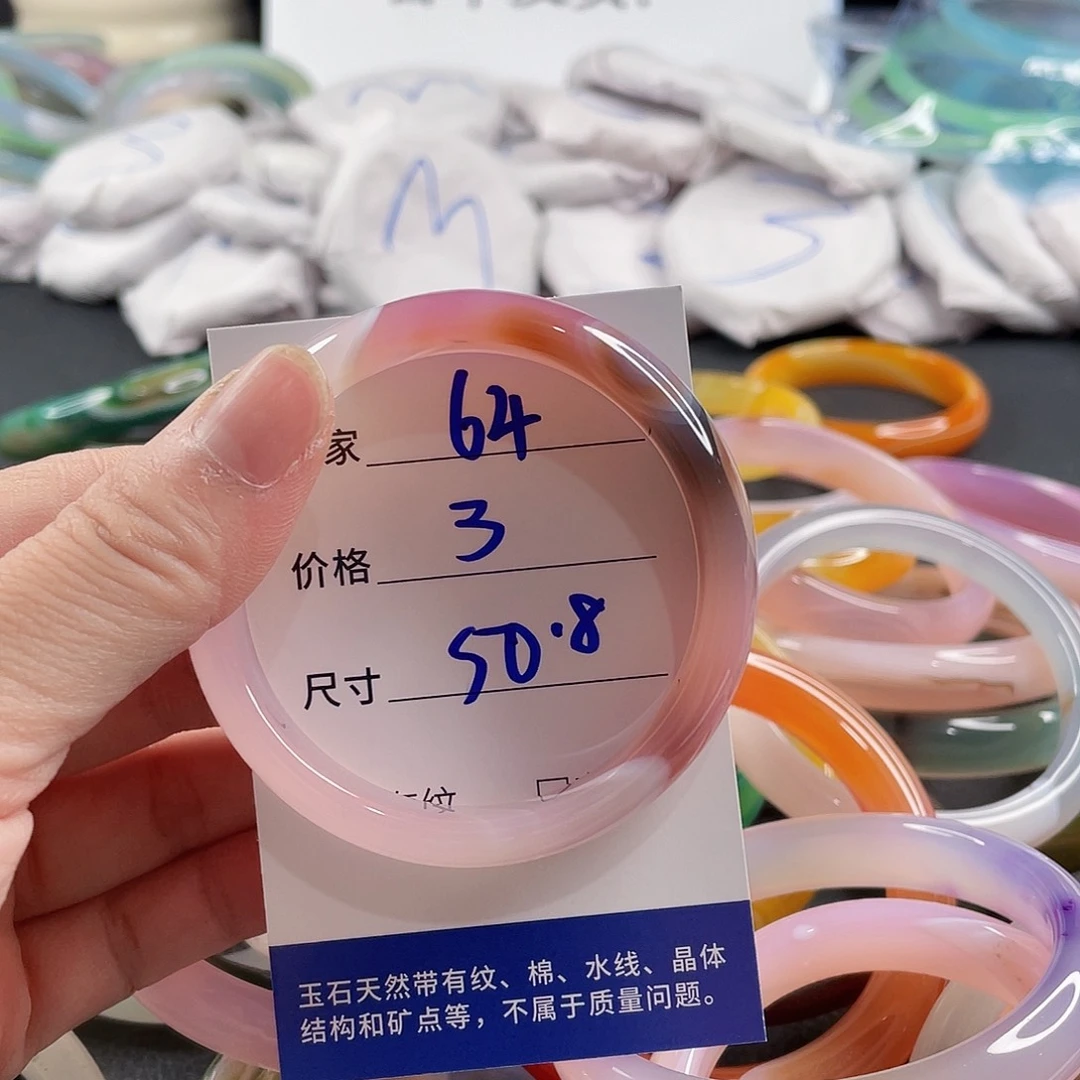 M
S
家 64
价格 3
尺寸 50.8
纹
玉石天然带有纹、棉、水线、晶体
结构和矿点等，不属于质量问题。